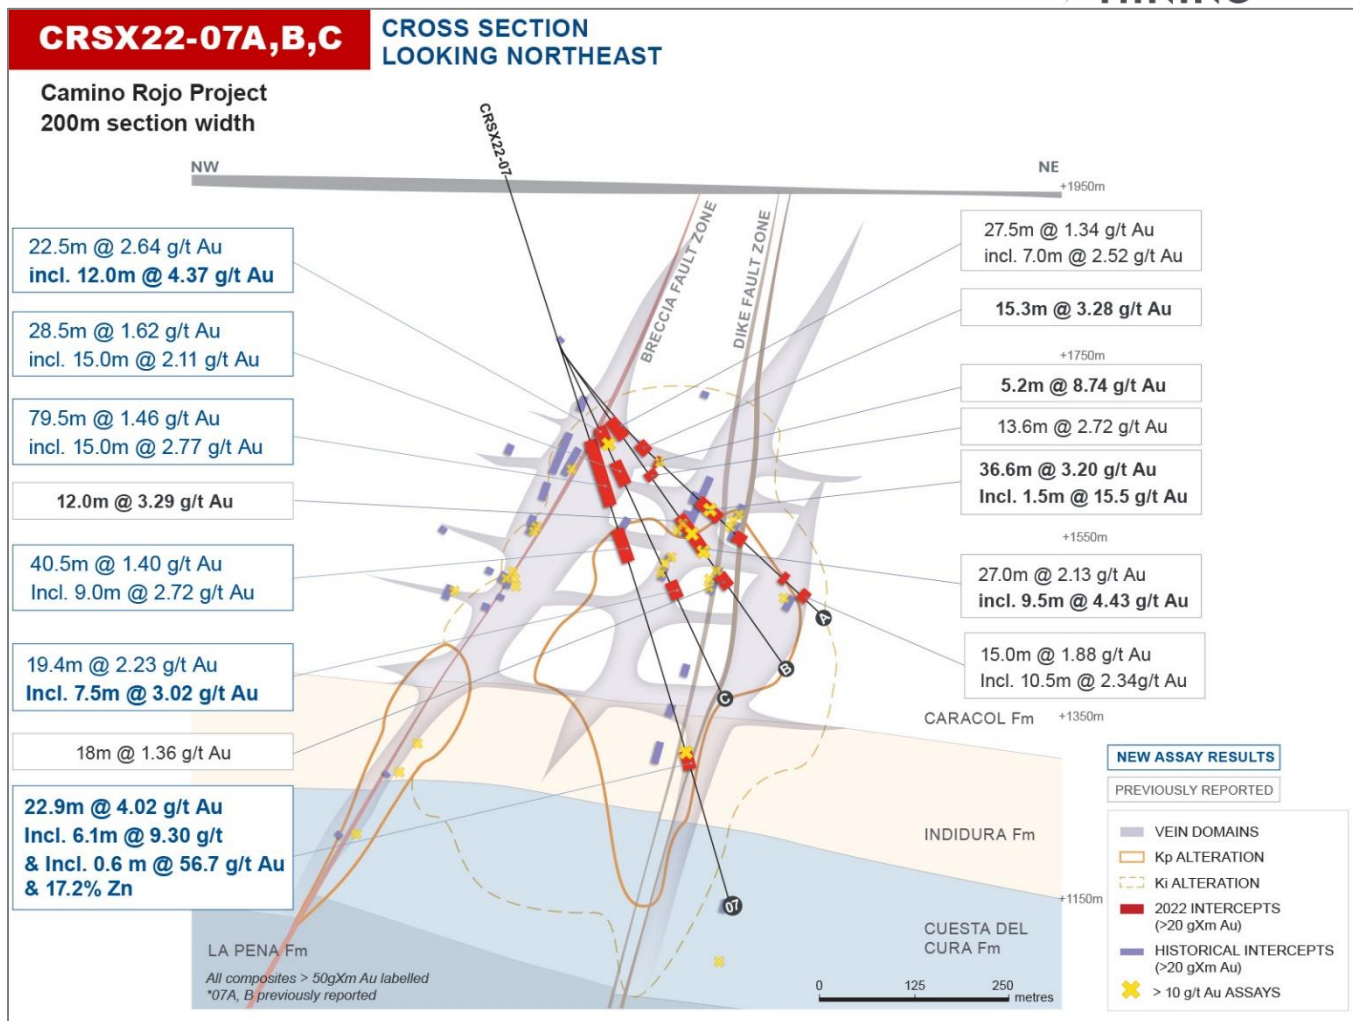 CRSX22-07A,B,C
CROSS SECTION
LOOKING NORTHEAST
Camino Rojo Project
200m section width
CRSX22-07
NW
NE
+1950m
BRECCIA FAULT ZONE
DIKE FAULT ZONE
22.5m @ 2.64 g/t Au
incl. 12.0m @ 4.37 g/t Au
28.5m @ 1.62 g/t Au
incl. 15.0m @ 2.11 g/t Au
79.5m @ 1.46 g/t Au
incl. 15.0m @ 2.77 g/t Au
12.0m @ 3.29 g/t Au
40.5m @ 1.40 g/t Au
Incl. 9.0m @ 2.72 g/t Au
19.4m @ 2.23 g/t Au
Incl. 7.5m @ 3.02 g/t Au
18m @ 1.36 g/t Au
22.9m @ 4.02 g/t Au
Incl. 6.1m @ 9.30 g/t
& Incl. 0.6 m @ 56.7 g/t Au
& 17.2% Zn
27.5m @ 1.34 g/t Au
incl. 7.0m @ 2.52 g/t Au
15.3m @ 3.28 g/t Au
+1750m
5.2m @ 8.74 g/t Au
13.6m @ 2.72 g/t Au
36.6m @ 3.20 g/t Au
Incl. 1.5m @ 15.5 g/t Au
+1550m
27.0m @ 2.13 g/t Au
incl. 9.5m @ 4.43 g/t Au
15.0m @ 1.88 g/t Au
Incl. 10.5m @ 2.34g/t Au
A
B
C
07
CARACOL Fm
+1350m
INDIDURA Fm
+1150m
CUESTA DEL
CURA Fm
LA PENA Fm
All composites > 50gXm Au labelled
*07A, B previously reported
0 125 250
metres
NEW ASSAY RESULTS
PREVIOUSLY REPORTED
VEIN DOMAINS
Kp ALTERATION
Ki ALTERATION
2022 INTERCEPTS
(>20 gXm Au)
HISTORICAL INTERCEPTS
(>20 gXm Au)
> 10 g/t Au ASSAYS